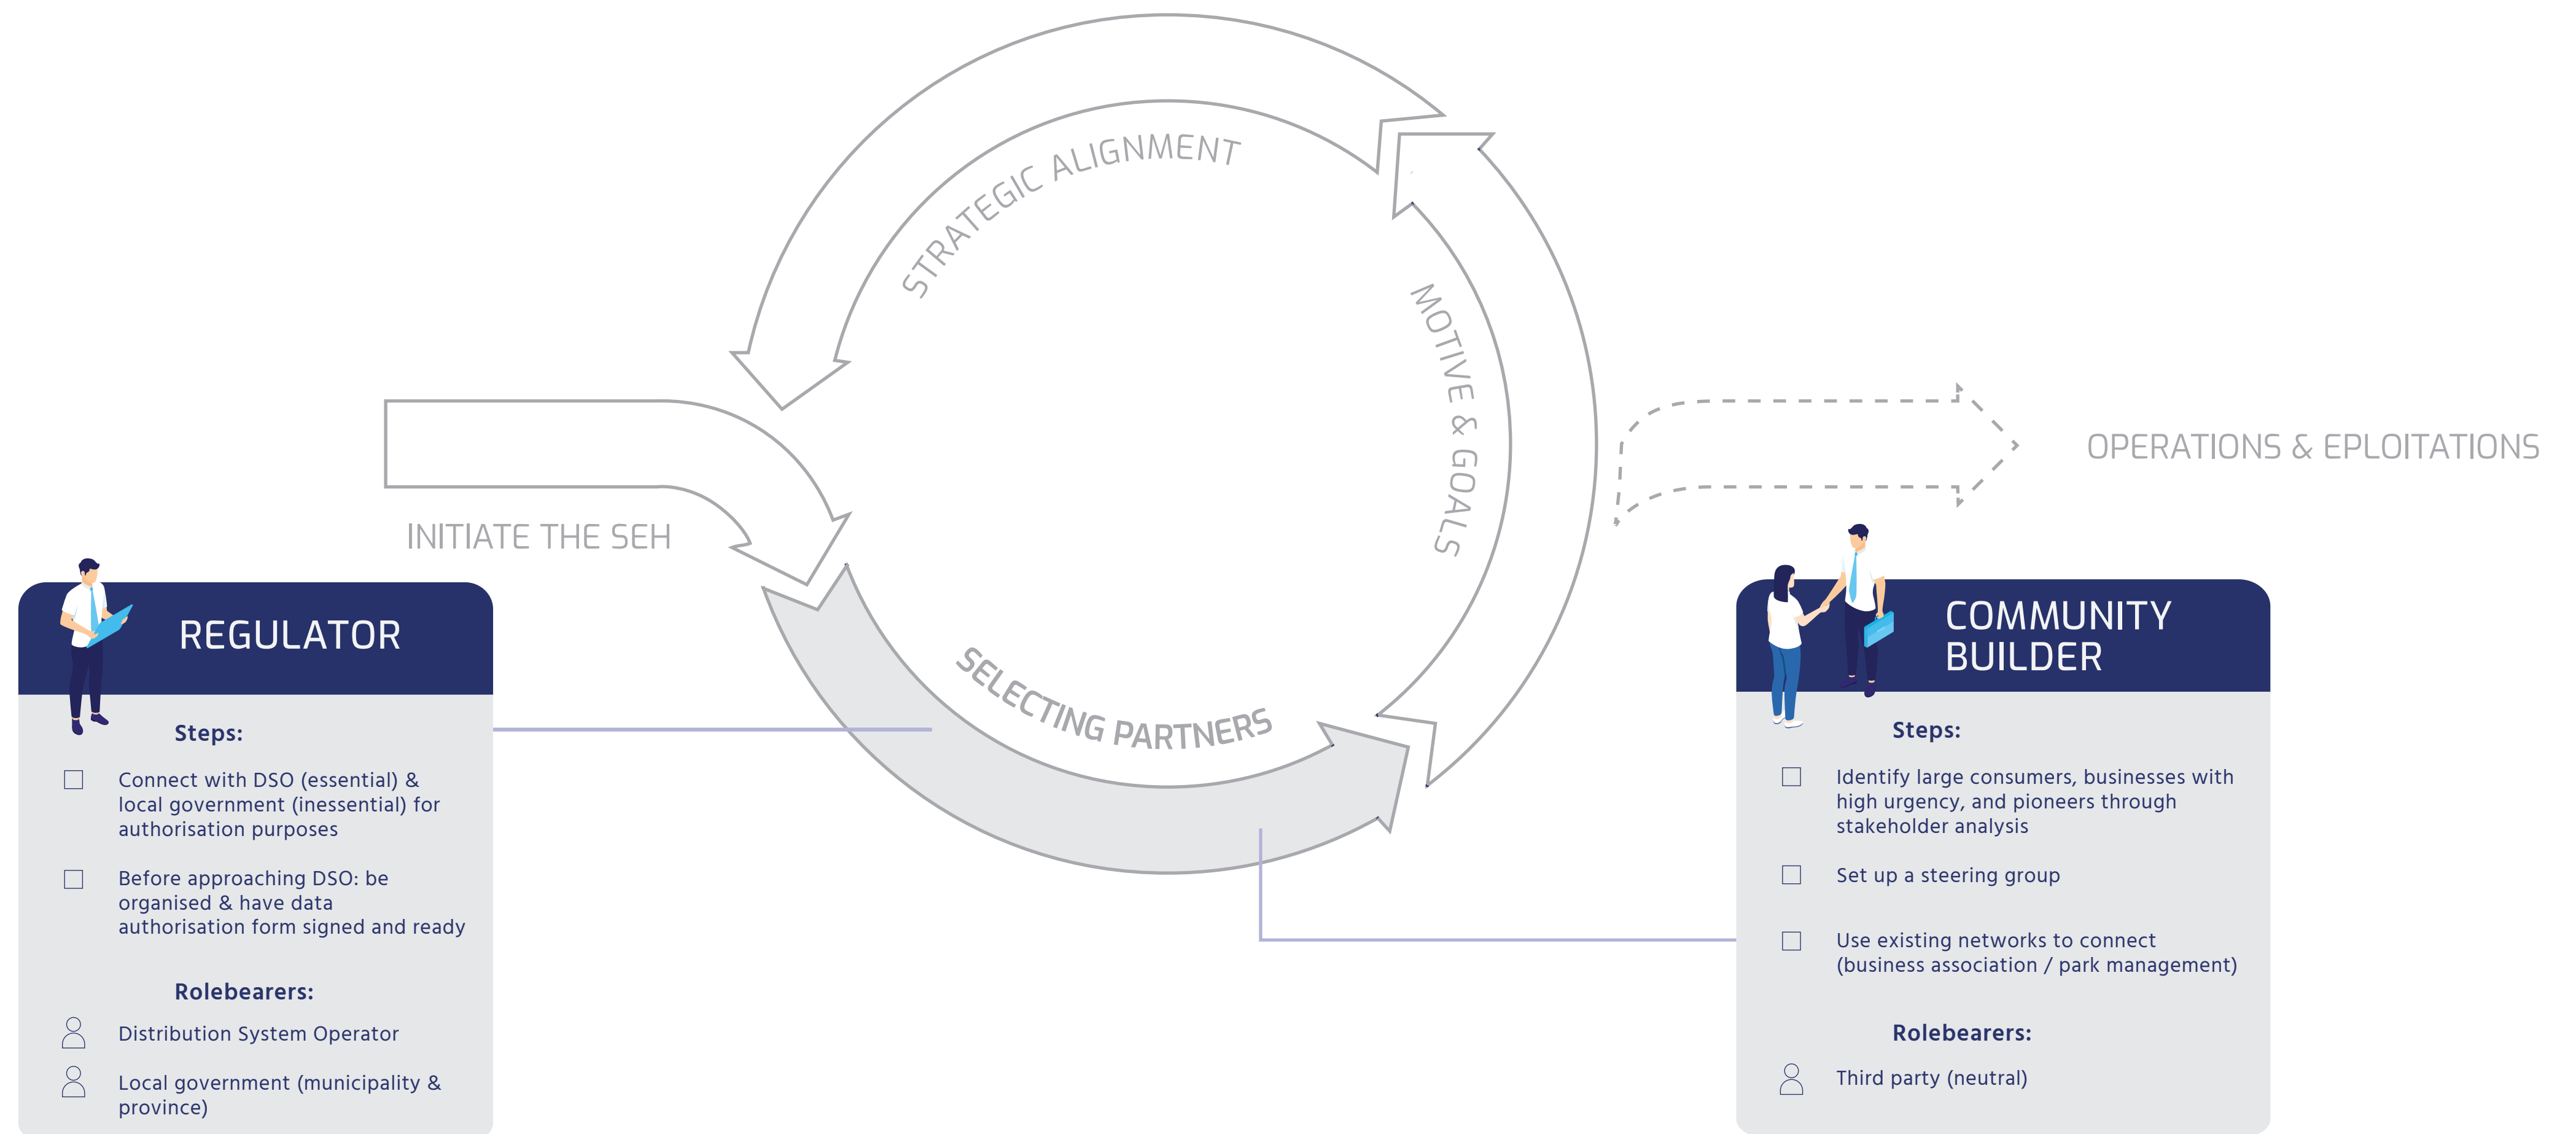 STRATEGIC ALIGNMENT
MOTIVE & GOALS
OPERATIONS & EPLOITATIONS
INITIATE THE SEH
SELECTING PARTNERS
REGULATOR
Steps:
Connect with DSO (essential) &
local government (inessential) for
authorisation purposes
Before approaching DSO: be
organised & have data
authorisation form signed and ready
Rolebearers:
Distribution System Operator
Local government (municipality &
province)
COMMUNITY
BUILDER
Steps:
Identify large consumers, businesses with
high urgency, and pioneers through
stakeholder analysis
Set up a steering group
Use existing networks to connect
(business association / park management)
Rolebearers:
Third party (neutral)